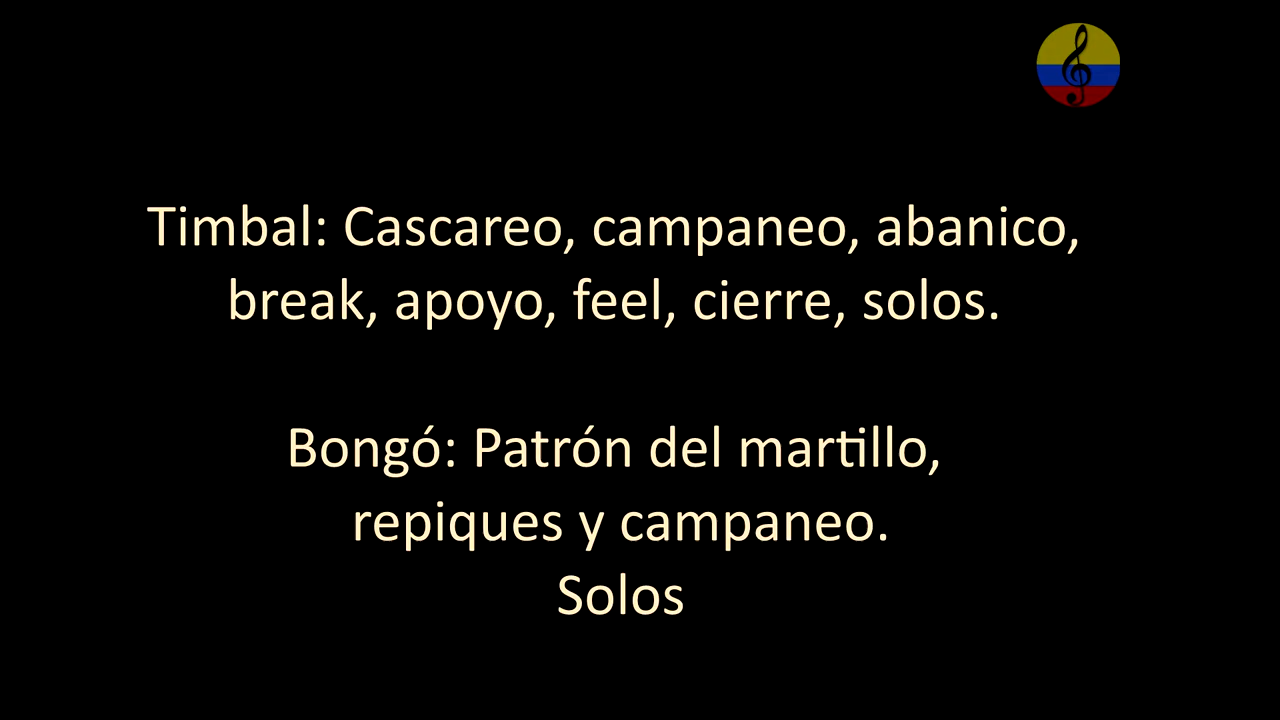 Timbal: Cascareo, campaneo, abanico,
break, apoyo, feel, cierre, solos.
Bongó: Patrón del martillo,
repiques y campaneo.
Solos